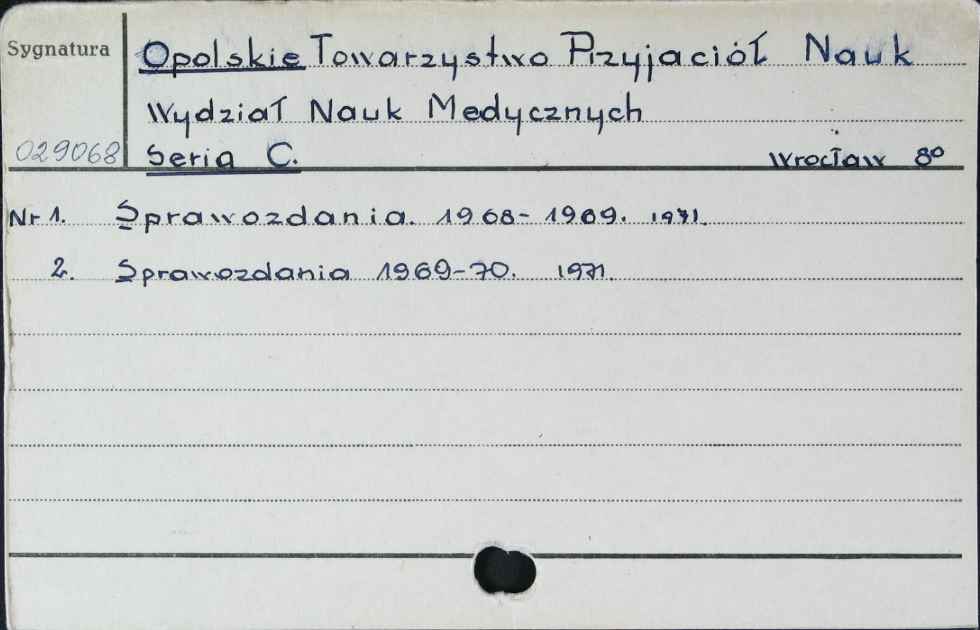 Sygnatura
Opolskie Towarzystwo Przyjaciół Nauk
Wydział Nauk Medycznych
029068 Seria C. Wrocław 8º
Nr 1. Sprawozdania. 1968-1969. 1971.
2. Sprawozdania 1969-70. 1971.